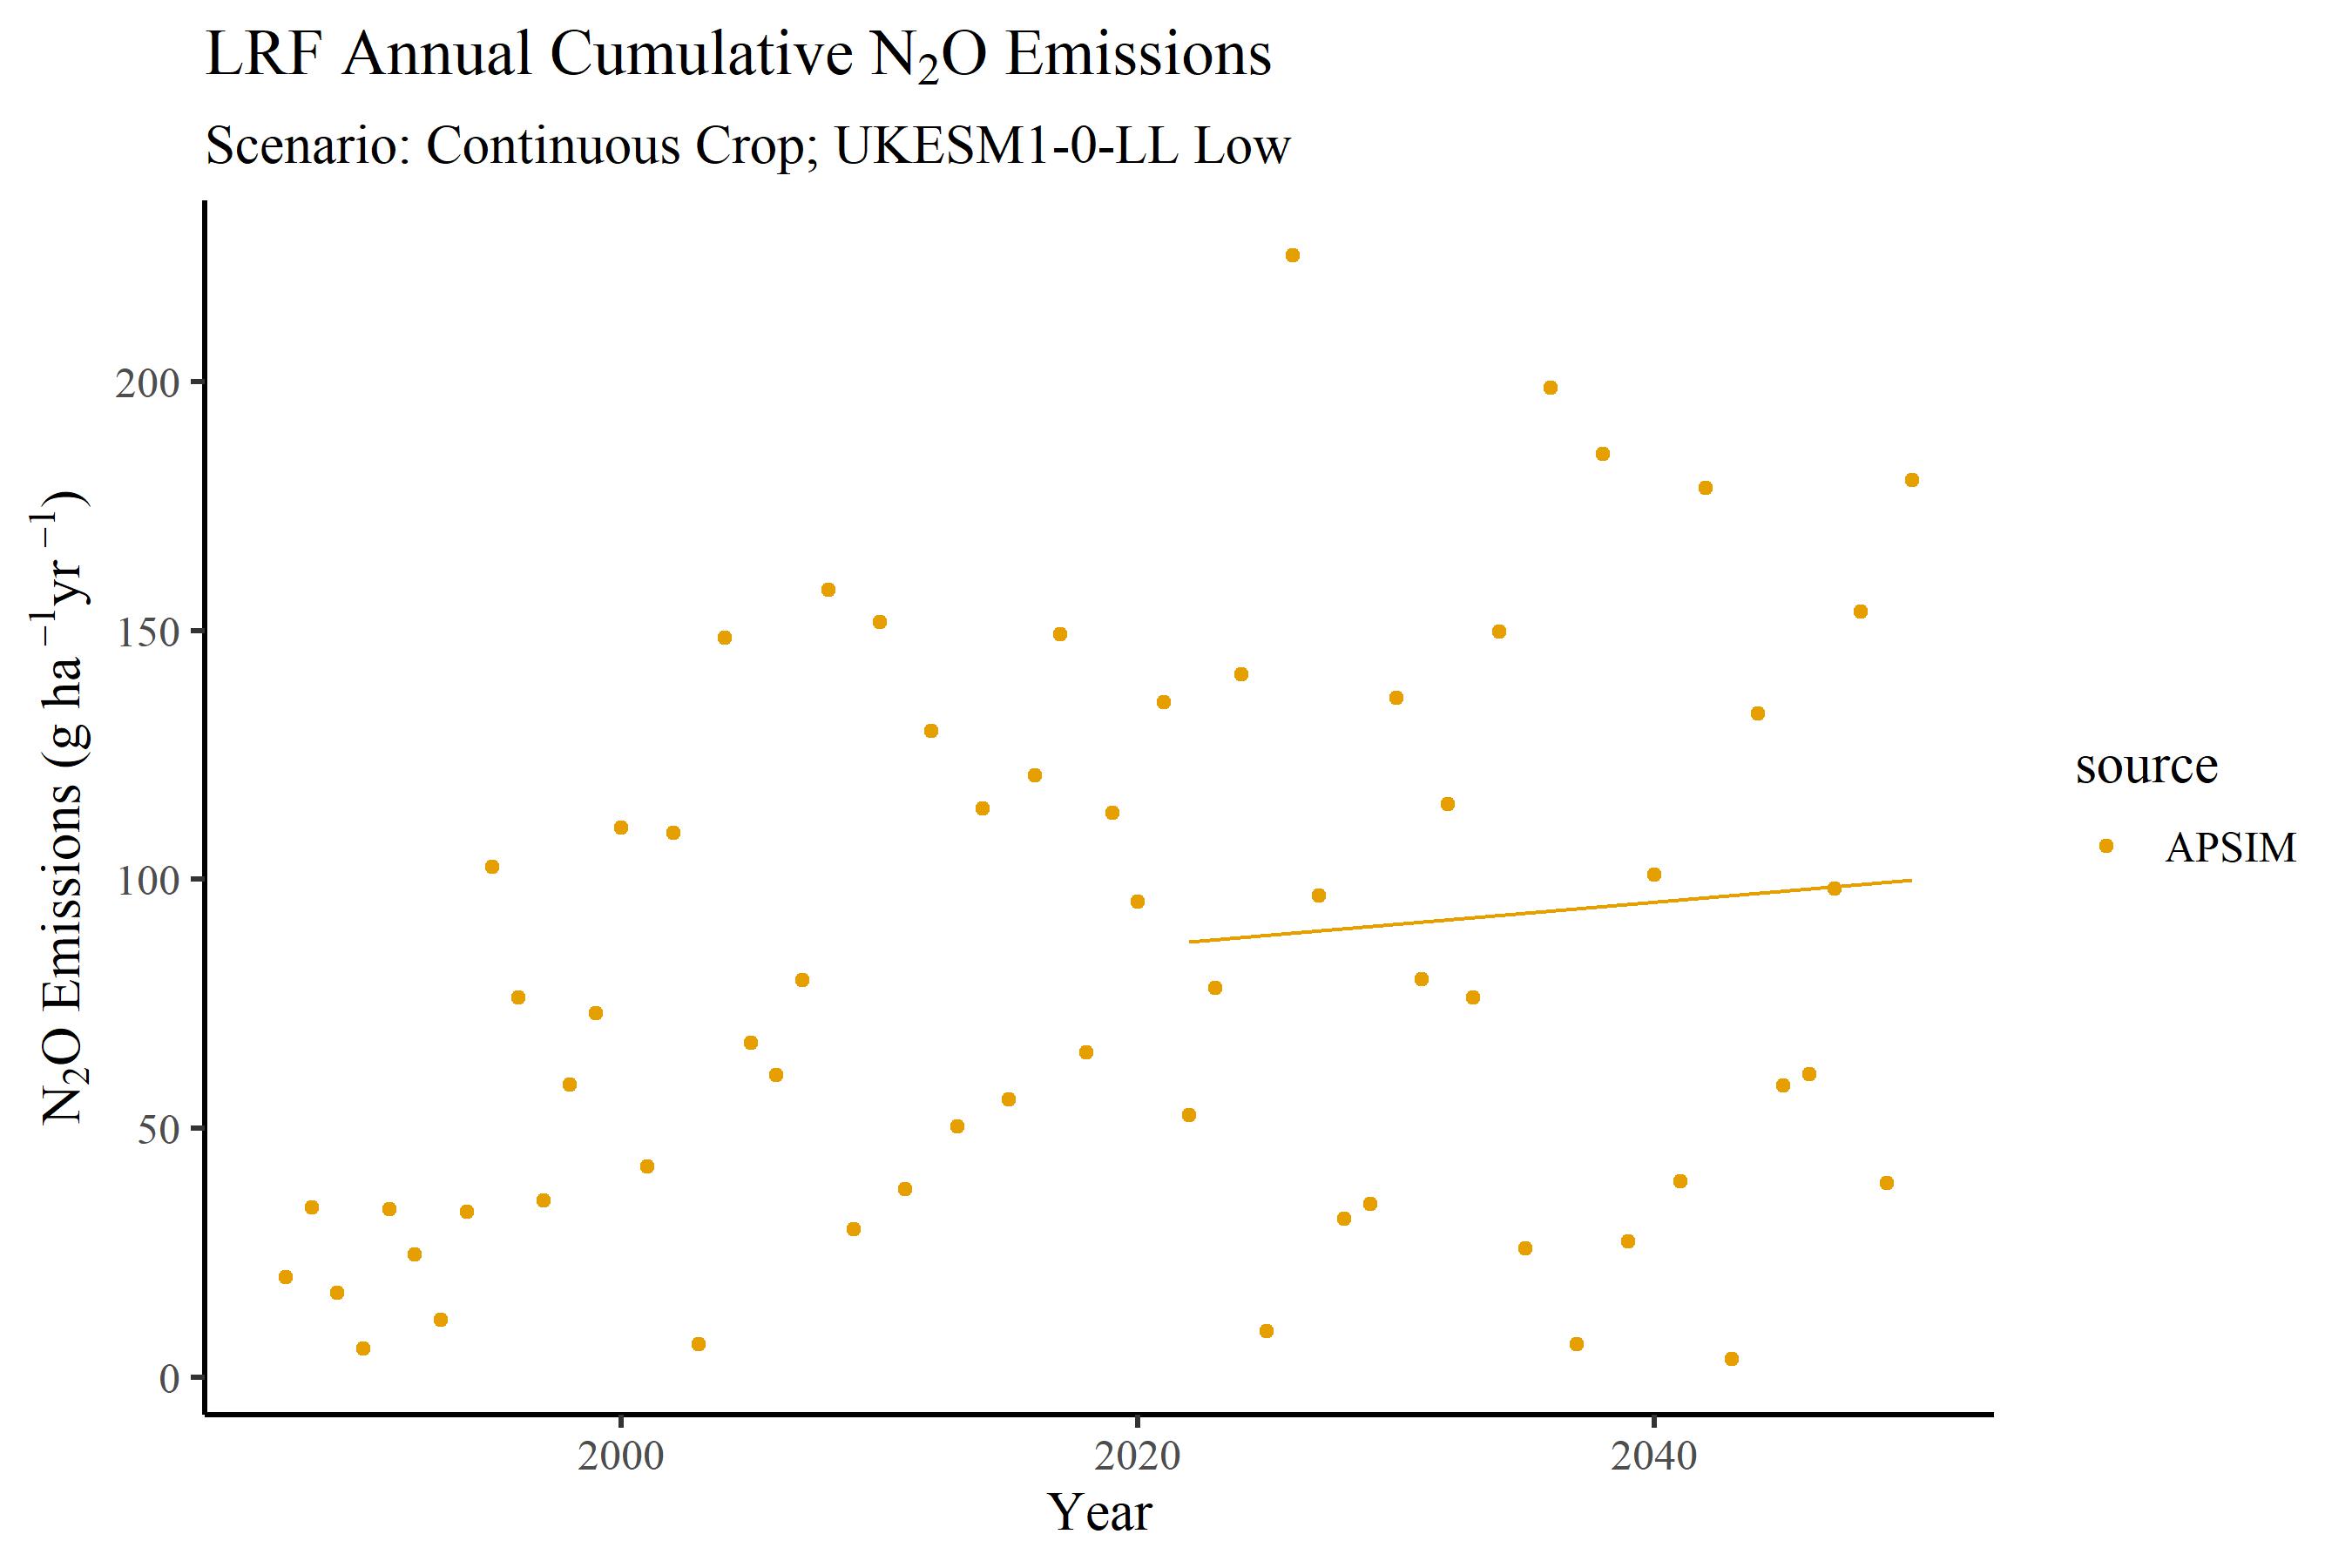 LRF Annual Cumulative N₂O Emissions
Scenario: Continuous Crop; UKESM1-0-LL Low
N₂O Emissions (g ha ⁻¹yr ⁻¹)
200
150
100
50
0
2000 2020 2040
Year
source
APSIM